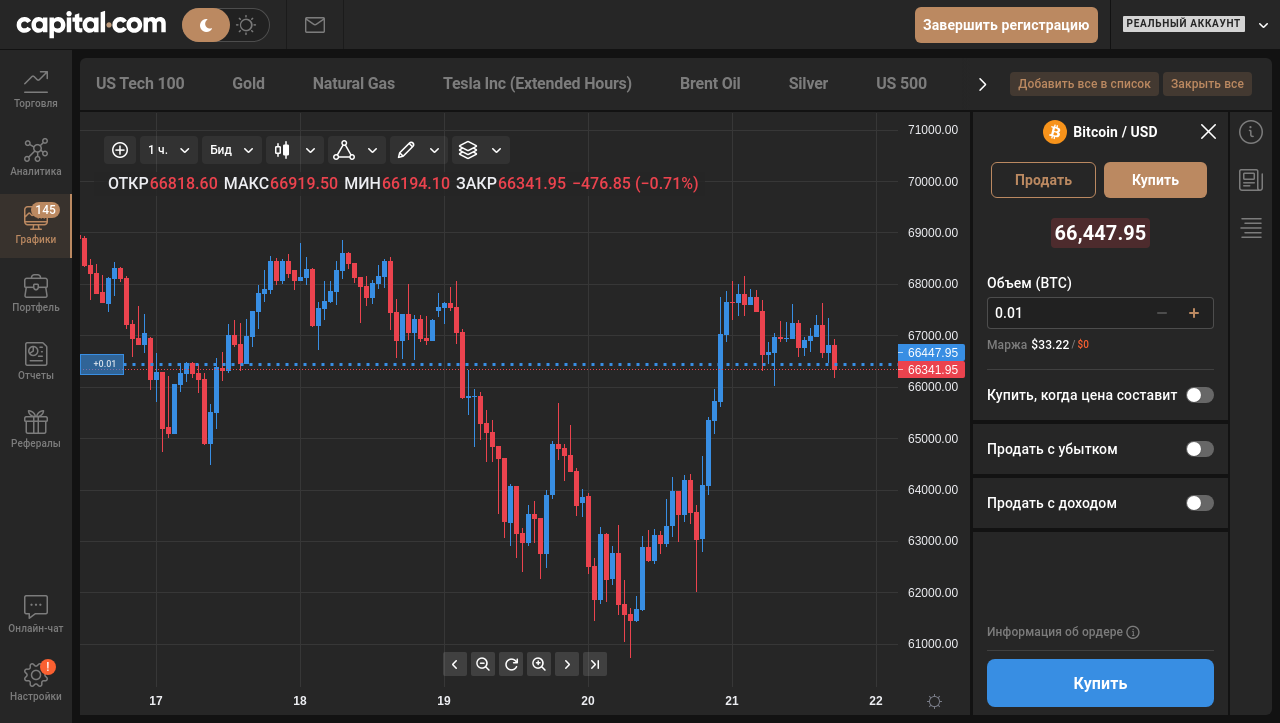 capital.com
Завершить регистрацию
РЕАЛЬНЫЙ АККАУНТ
Торговля
Аналитика
145
Графики
Портфель
Отчеты
Рефералы
Онлайн-чат
!
Настройки
US Tech 100 Gold Natural Gas Tesla Inc (Extended Hours) Brent Oil Silver US 500
Добавить все в список Закрыть все
1 ч. Бид
ОТКР66818.60 МАКС66919.50 МИН66194.10 ЗАКР66341.95 −476.85 (−0.71%)
+0.01
71000.00
70000.00
69000.00
68000.00
67000.00
66447.95
66341.95
66000.00
65000.00
64000.00
63000.00
62000.00
61000.00
17 18 19 20 21 22
Bitcoin / USD
Продать Купить
66,447.95
Объем (BTC)
0.01 − +
Маржа $33.22 / $0
Купить, когда цена составит
Продать с убытком
Продать с доходом
Информация об ордере
Купить